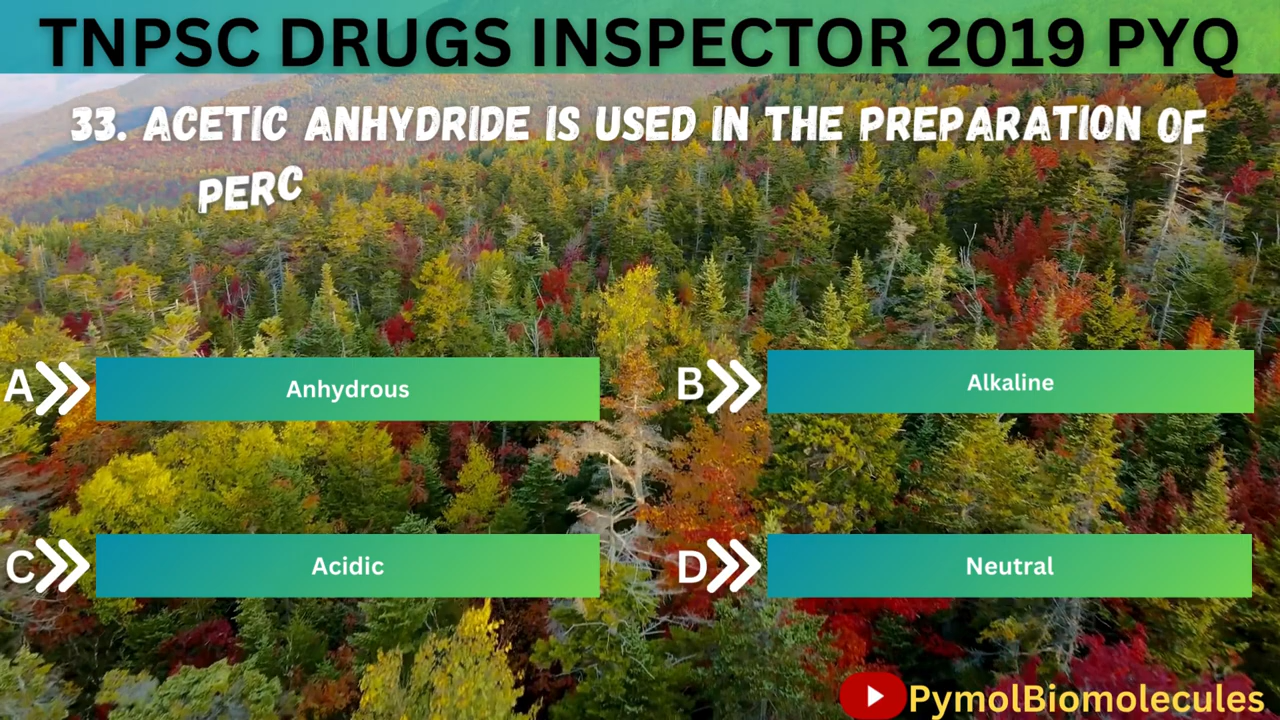 TNPSC DRUGS INSPECTOR 2019 PYQ
33. ACETIC ANHYDRIDE IS USED IN THE PREPARATION OF
PERC
A Anhydrous
B Alkaline
C Acidic
D Neutral
PymolBiomolecules